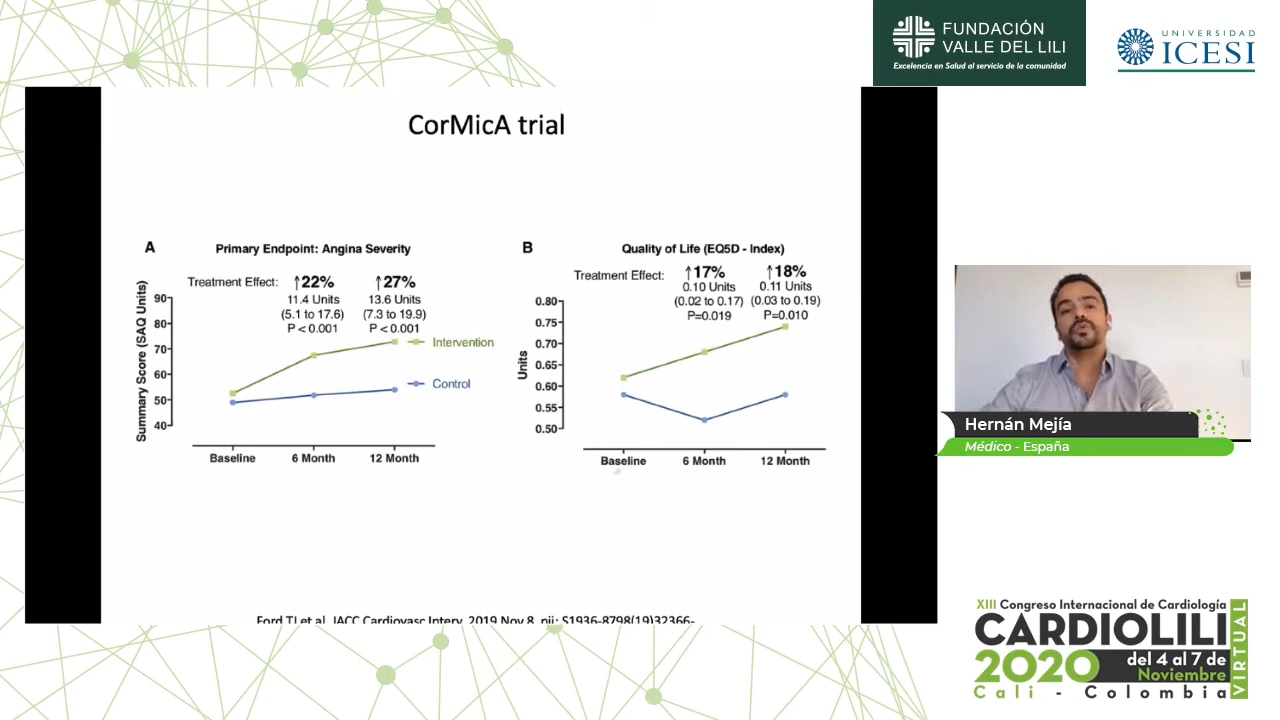 FUNDACIÓN
VALLE DEL LILI
Excelencia en Salud al servicio de la comunidad
UNIVERSIDAD
ICESI
CorMicA trial
A
Primary Endpoint: Angina Severity
Treatment Effect:
↑22%
↑27%
11.4 Units
13.6 Units
(5.1 to 17.6)
(7.3 to 19.9)
P < 0.001
P < 0.001
Summary Score (SAQ Units)
90
80
70
60
50
40
Intervention
Control
Baseline
6 Month
12 Month
B
Quality of Life (EQ5D - Index)
Treatment Effect:
↑17%
↑18%
0.10 Units
0.11 Units
(0.02 to 0.17)
(0.03 to 0.19)
P=0.019
P=0.010
Units
0.80
0.75
0.70
0.65
0.60
0.55
0.50
Baseline
6 Month
12 Month
Ford TJ et al. JACC Cardiovasc Interv. 2019 Nov 8. pii: S1936-8798(19)32366-
Hernán Mejía
Médico - España
XIII Congreso Internacional de Cardiología
CARDIOLILI
2020
del 4 al 7 de
Noviembre
VIRTUAL
Cali - Colombia